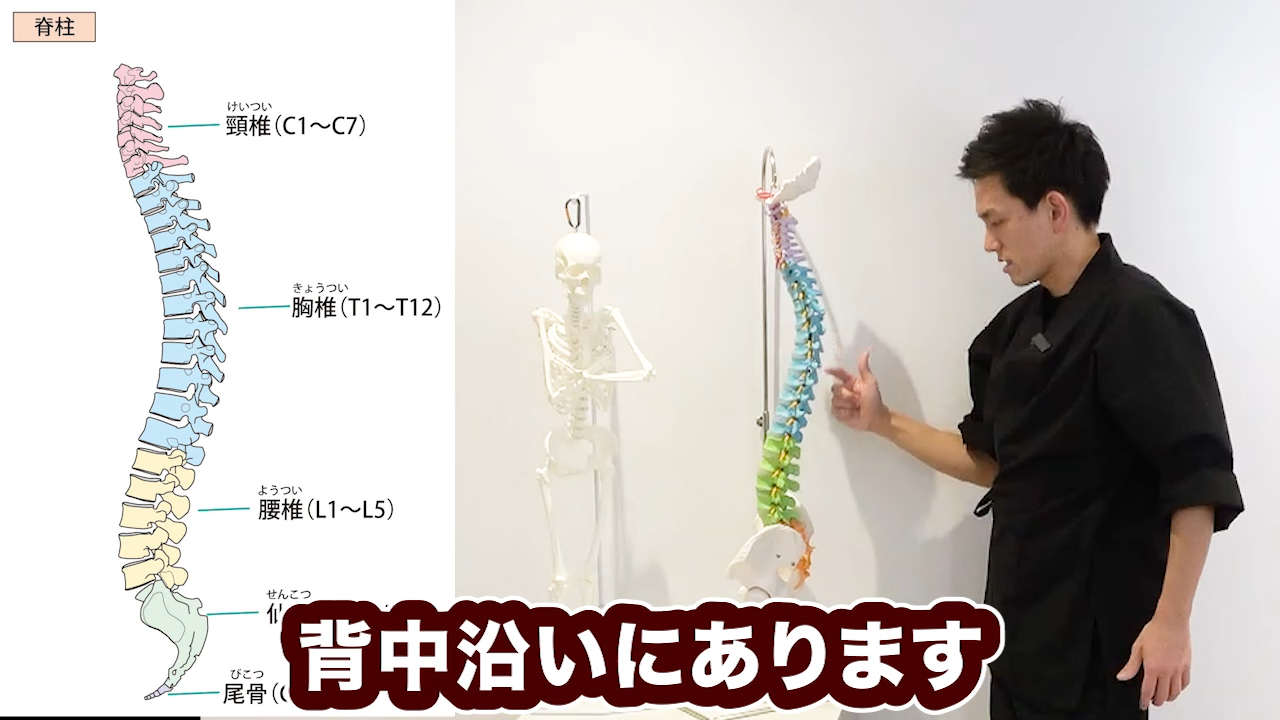 脊柱
けいつい
頸椎（C1～C7）
きょうつい
胸椎（T1～T12）
ようつい
腰椎（L1～L5）
せんこつ
仙
びこつ
尾骨（
背中沿いにあります